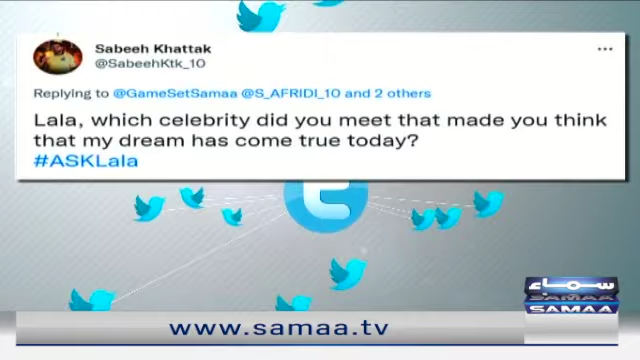 Sabeeh Khattak
@SabeehKtk_10
Replying to @GameSetSamaa @S_AFRIDI_10 and 2 others
Lala, which celebrity did you meet that made you think
that my dream has come true today?
#ASKLala
t
سماء
SAMAA
www.samaa.tv